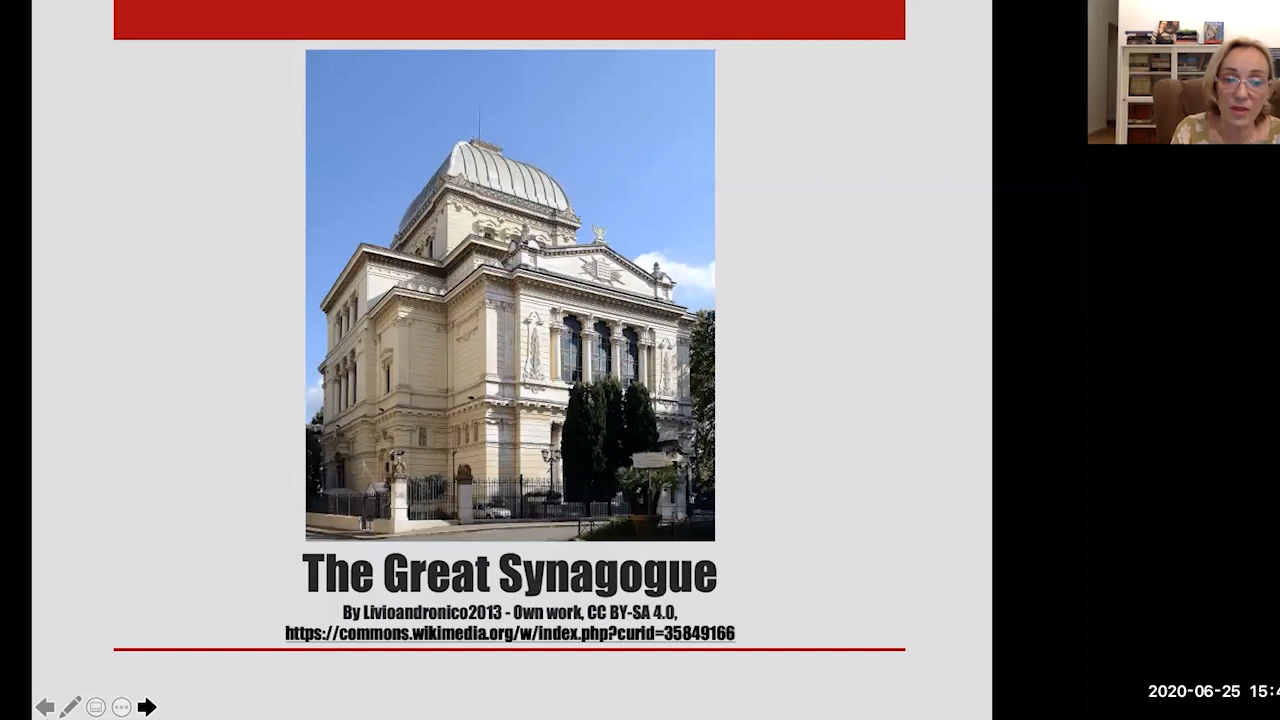 The Great Synagogue
By Livioandronico2013 - Own work, CC BY-SA 4.0,
https://commons.wikimedia.org/w/index.php?curid=35849166
2020-06-25 15:4